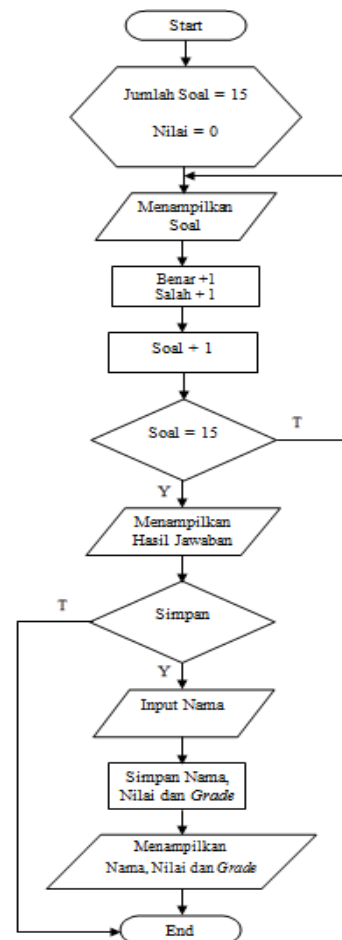 Start
Jumlah Soal = 15
Nilai = 0
Menampilkan
Soal
Benar +1
Salah + 1
Soal + 1
Soal = 15
T
Y
Menampilkan
Hasil Jawaban
T
Simpan
Y
Input Nama
Simpan Nama,
Nilai dan Grade
Menampilkan
Nama, Nilai dan Grade
End